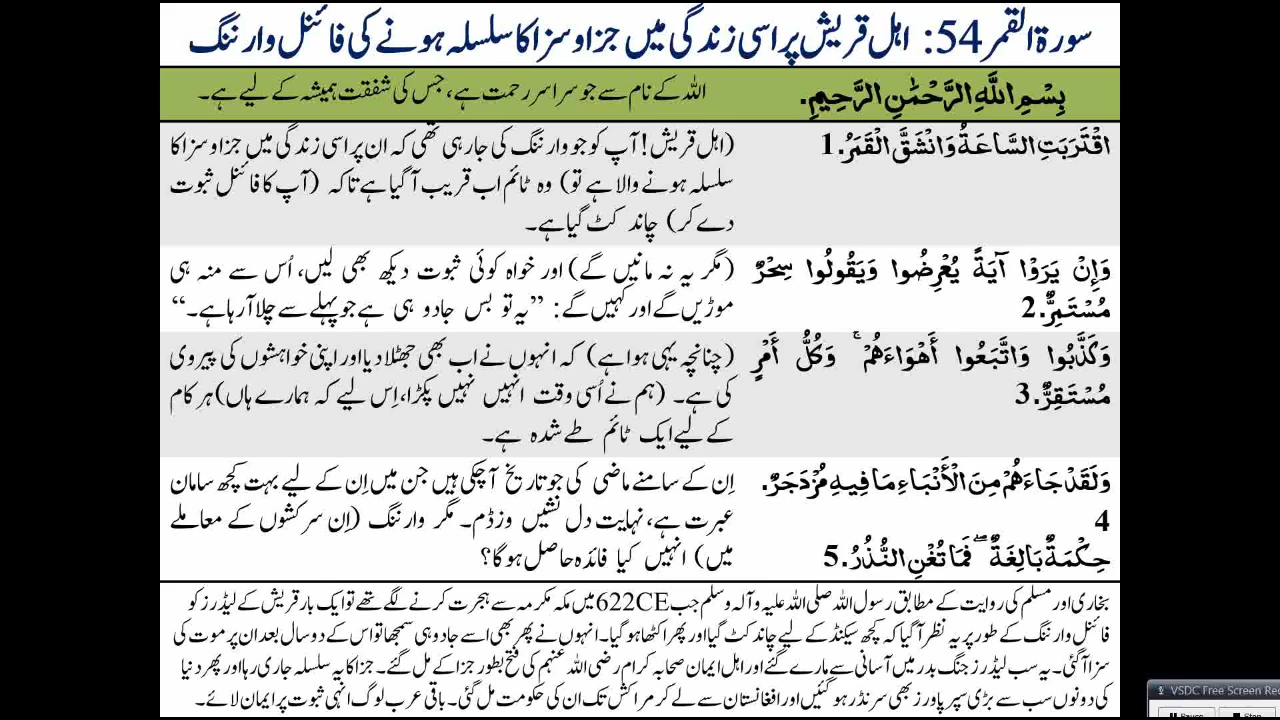 سورۃ القمر 54: اہل قریش پر اسی زندگی میں جزا و سزا کا سلسلہ ہونے کی فائنل وارننگ
بِسْمِ اللَّهِ الرَّحْمَٰنِ الرَّحِيمِ.
اللہ کے نام سے جو سراسر رحمت ہے، جس کی شفقت ہمیشہ کے لیے ہے۔
اقْتَرَبَتِ السَّاعَةُ وَانْشَقَّ الْقَمَرُ.1
(اہل قریش! آپ کو جو وارننگ کی جا رہی تھی کہ ان پر اسی زندگی میں جزا و سزا کا
سلسلہ ہونے والا ہے تو) وہ ٹائم اب قریب آ گیا ہے تاکہ (آپ کا فائنل ثبوت
دے کر) چاند کٹ گیا ہے۔
وَإِنْ يَرَوْا آيَةً يُعْرِضُوا وَيَقُولُوا سِحْرٌ
مُسْتَمِرٌّ.2
(مگر یہ نہ مانیں گے) اور خواہ کوئی ثبوت دیکھ بھی لیں، اُس سے منہ ہی
موڑیں گے اور کہیں گے: ”یہ تو بس جادو ہی ہے جو پہلے سے چلا آ رہا ہے۔“
وَكَذَّبُوا وَاتَّبَعُوا أَهْوَاءَهُمْ ۚ وَكُلُّ أَمْرٍ
مُسْتَقِرٌّ.3
(چنانچہ یہی ہوا ہے) کہ انہوں نے اب بھی جھٹلا دیا اور اپنی خواہشوں کی پیروی
کی ہے۔ (ہم نے اُسی وقت انہیں نہیں پکڑا، اِس لیے کہ ہمارے ہاں) ہر کام
کے لیے ایک ٹائم طے شدہ ہے۔
وَلَقَدْ جَاءَهُمْ مِنَ الْأَنْبَاءِ مَا فِيهِ مُزْدَجَرٌ.
4
حِكْمَةٌ بَالِغَةٌ ۖ فَمَا تُغْنِ النُّذُرُ.5
اِن کے سامنے ماضی کی جو تاریخ آ چکی ہیں جن میں اِن کے لیے بہت کچھ سامان
عبرت ہے، نہایت دل نشیں وزڈم۔ مگر وارننگ (اِن سرکشوں کے معاملے
میں) انہیں کیا فائدہ حاصل ہو گا؟
بخاری اور مسلم کی روایت کے مطابق رسول اللہ صلی اللہ علیہ وآلہ وسلم جب 622CE میں مکہ مکرمہ سے ہجرت کرنے لگے تھے تو ایک بار قریش کے لیڈرز کو
فائنل وارننگ کے طور پر یہ نظر آ گیا کہ کچھ سیکنڈ کے لیے چاند کٹ گیا اور پھر اکٹھا ہو گیا۔ انہوں نے پھر بھی اسے جادو ہی سمجھا تو اس کے دو سال بعد ان پر موت کی
سزا آ گئی۔ یہ سب لیڈرز جنگ بدر میں آسانی سے مارے گئے اور اہل ایمان صحابہ کرام رضی اللہ عنہم کی فتح بطور جزا کے مل گئے۔ جزا کا یہ سلسلہ جاری رہا اور پھر دنیا
کی دونوں سب سے بڑی سپر پاورز بھی سرنڈر ہو گئیں اور افغانستان سے لے کر مراکش تک ان کی حکومت مل گئی۔ باقی عرب لوگ انہی ثبوت پر ایمان لائے۔
VSDC Free Screen Rec
Pause Stop